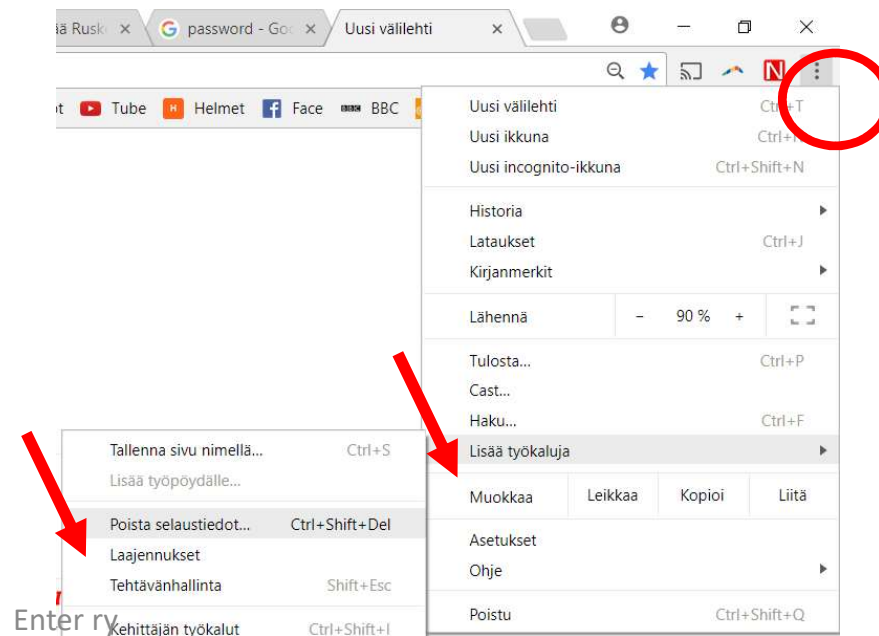 ää Rusk password - Goo Uusi välilehti
ot Tube Helmet Face BBC
Uusi välilehti Ctrl+T
Uusi ikkuna Ctrl+N
Uusi incognito-ikkuna Ctrl+Shift+N
Historia
Lataukset Ctrl+J
Kirjanmerkit
Lähennä - 90 % +
Tulosta... Ctrl+P
Cast...
Haku... Ctrl+F
Lisää työkaluja
Muokkaa Leikkaa Kopioi Liitä
Asetukset
Ohje
Poistu Ctrl+Shift+Q
Tallenna sivu nimellä... Ctrl+S
Lisää työpöydälle...
Poista selaustiedot... Ctrl+Shift+Del
Laajennukset
Tehtävänhallinta Shift+Esc
Kehittäjän työkalut Ctrl+Shift+I
Enter ry